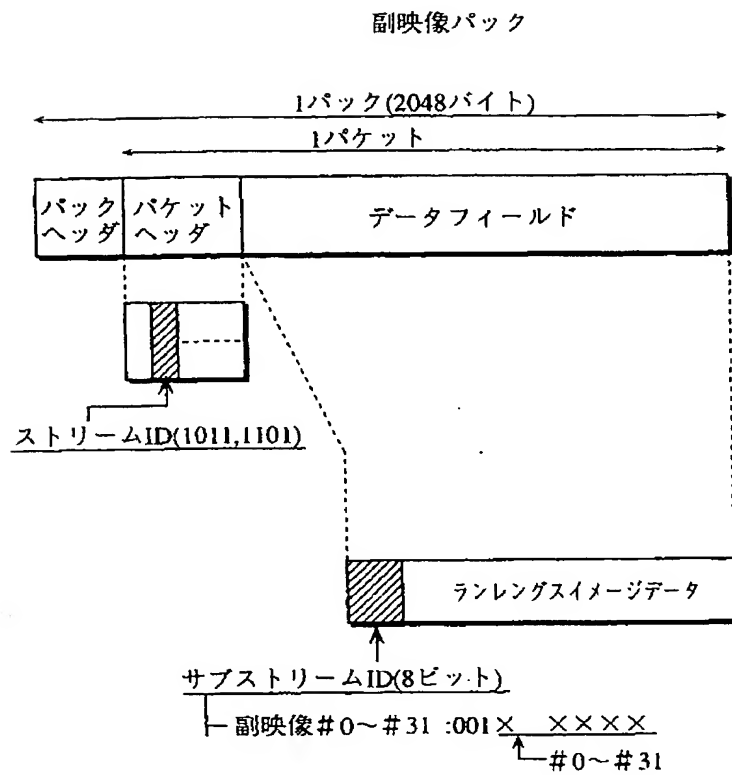 副映像パック
1パック(2048バイト)
1パケット
パック
ヘッダ
パケット
ヘッダ
データフィールド
ストリームID(1011,1101)
ランレングスイメージデータ
サブストリームID(8ビット)
副映像#0～#31 :001× ××××
#0～#31